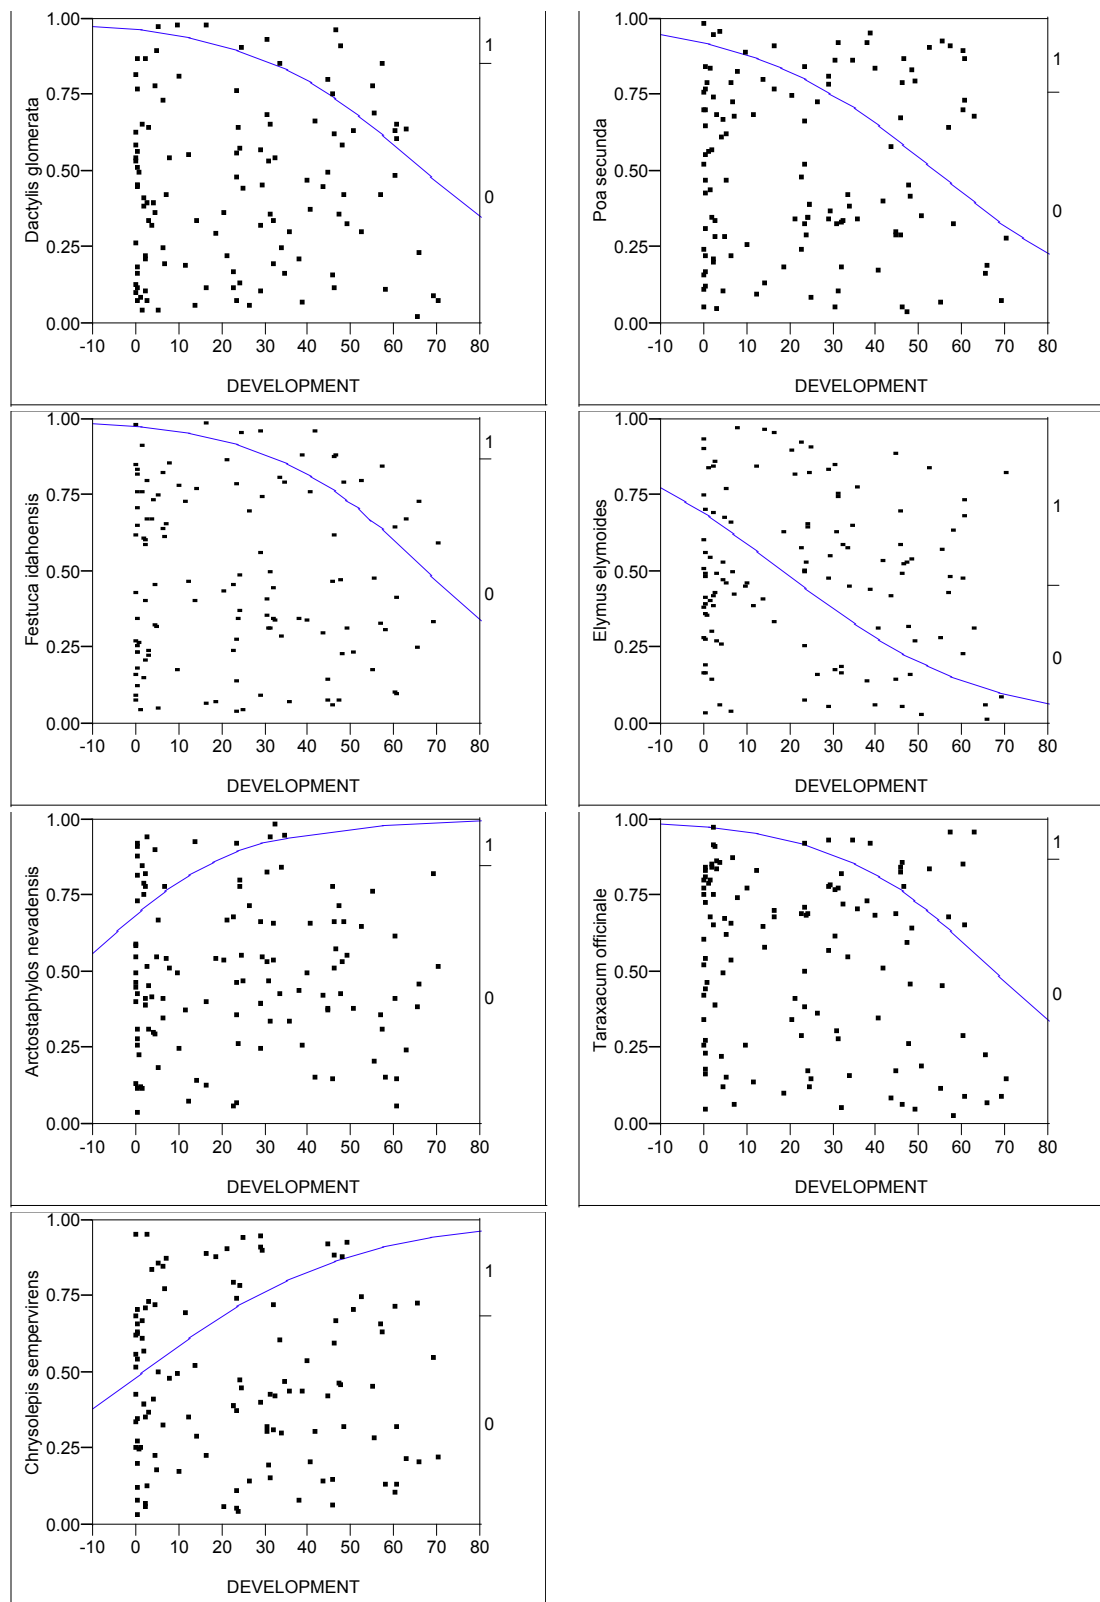 Dactylis glomerata
1.00
0.75
0.50
0.25
0.00
1
0
-10 0 10 20 30 40 50 60 70 80
DEVELOPMENT
Poa secunda
1.00
0.75
0.50
0.25
0.00
1
0
-10 0 10 20 30 40 50 60 70 80
DEVELOPMENT
Festuca idahoensis
1.00
0.75
0.50
0.25
0.00
1
0
-10 0 10 20 30 40 50 60 70 80
DEVELOPMENT
Elymus elymoides
1.00
0.75
0.50
0.25
0.00
1
0
-10 0 10 20 30 40 50 60 70 80
DEVELOPMENT
Arctostaphylos nevadensis
1.00
0.75
0.50
0.25
0.00
1
0
-10 0 10 20 30 40 50 60 70 80
DEVELOPMENT
Taraxacum officinale
1.00
0.75
0.50
0.25
0.00
1
0
-10 0 10 20 30 40 50 60 70 80
DEVELOPMENT
Chrysolepis sempervirens
1.00
0.75
0.50
0.25
0.00
1
0
-10 0 10 20 30 40 50 60 70 80
DEVELOPMENT